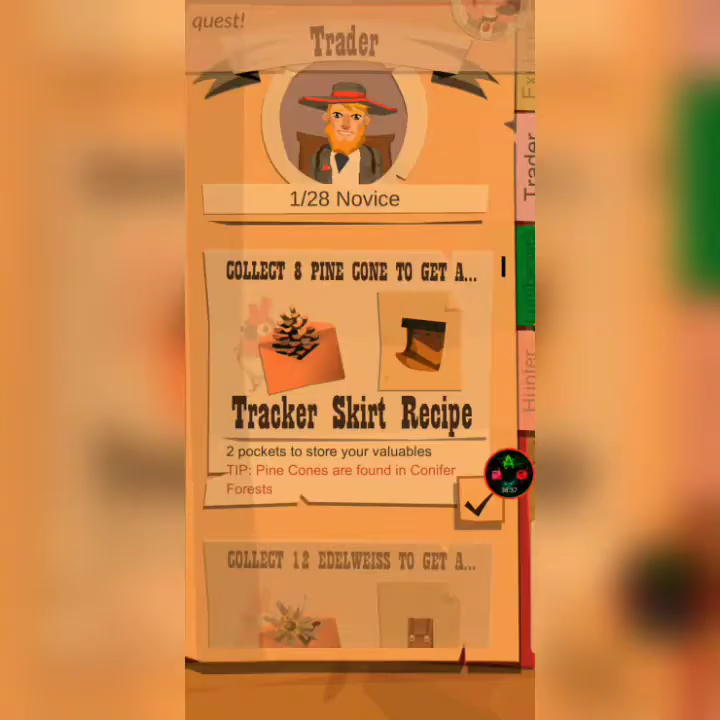 quest!
Trader
1/28 Novice
Trader
Hunter
COLLECT 8 PINE CONE TO GET A...
Tracker Skirt Recipe
2 pockets to store your valuables
TIP: Pine Cones are found in Conifer
Forests
COLLECT 12 EDELWEISS TO GET A...